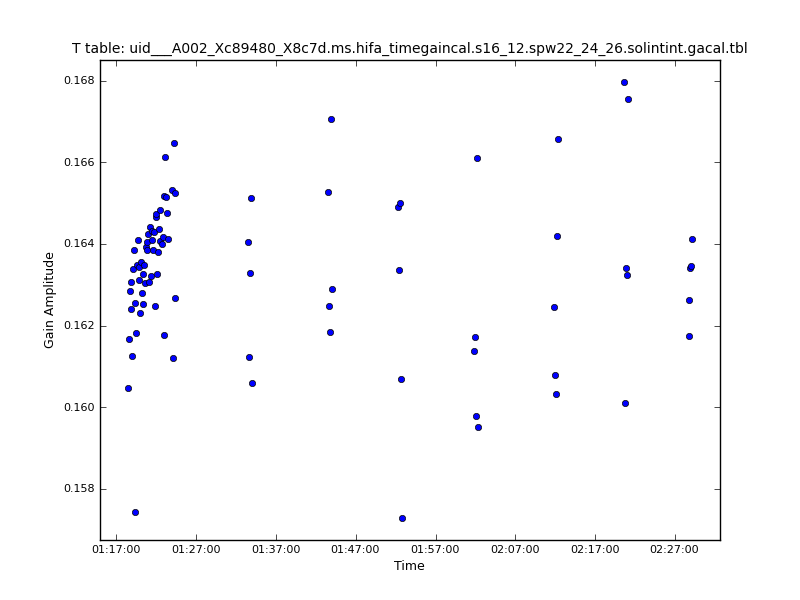 T table: uid___A002_Xc89480_X8c7d.ms.hifa_timegaincal.s16_12.spw22_24_26.solintint.gacal.tbl
0.168
0.166
0.164
0.162
0.160
0.158
Gain Amplitude
01:17:00 01:27:00 01:37:00 01:47:00 01:57:00 02:07:00 02:17:00 02:27:00
Time